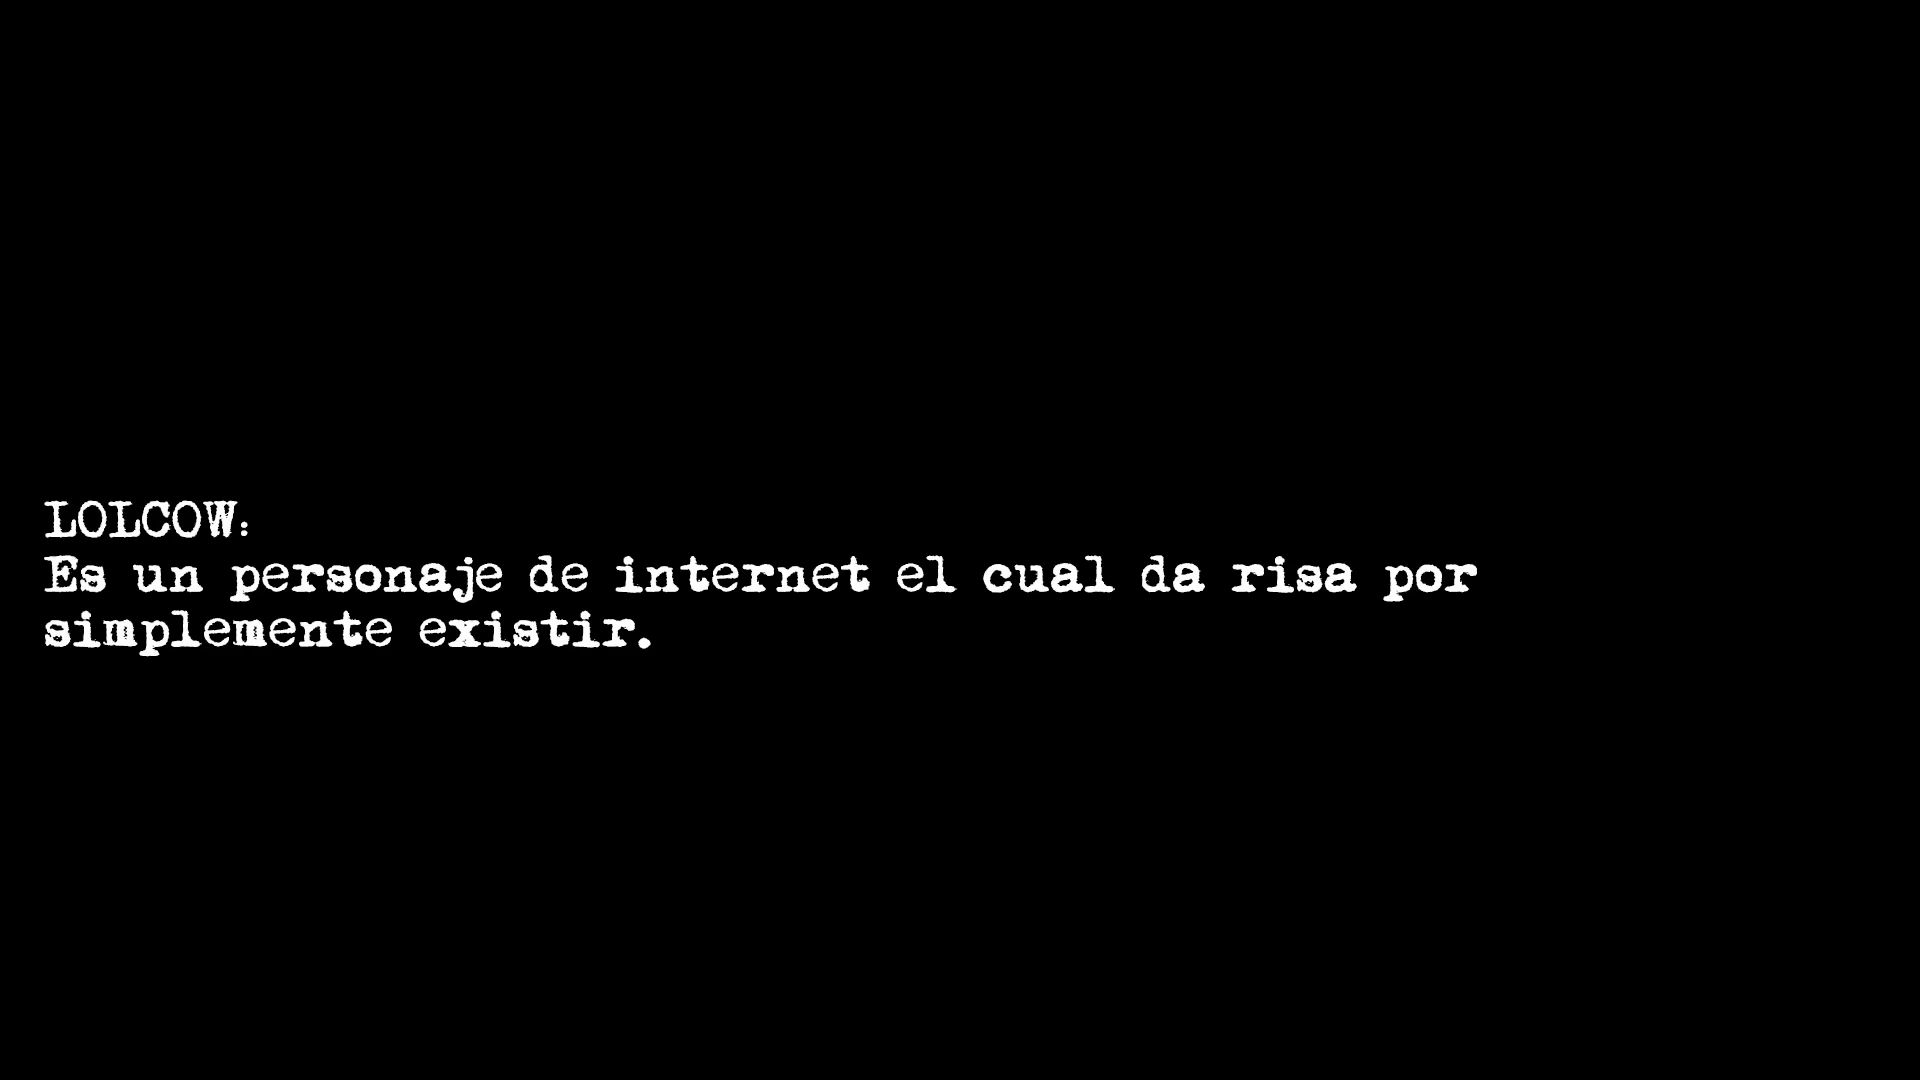 LOLCOW:
Es un personaje de internet el cual da risa por
simplemente existir.